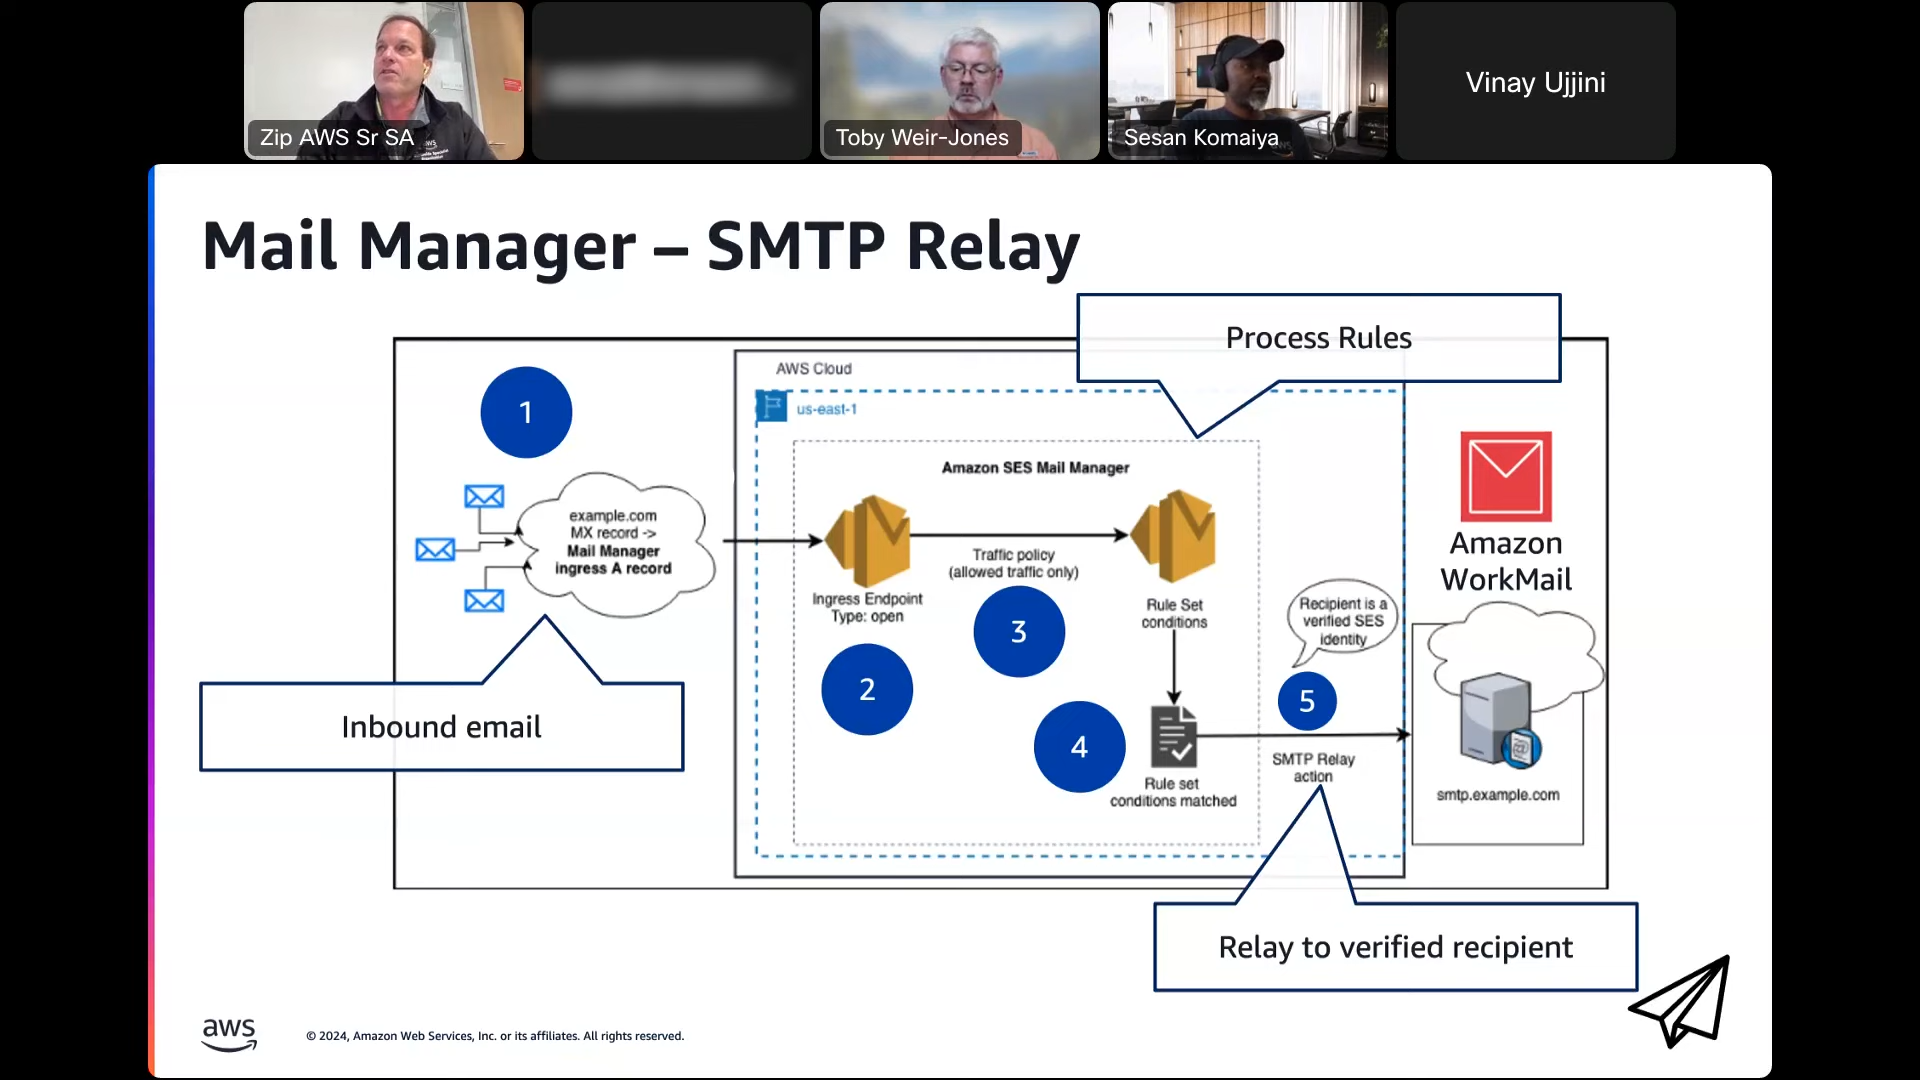 Zip AWS Sr SA
Toby Weir-Jones
Sesan Komaiya
Vinay Ujjini
Mail Manager – SMTP Relay
Process Rules
AWS Cloud
us-east-1
1
Amazon SES Mail Manager
example.com
MX record ->
Mail Manager
ingress A record
Traffic policy
(allowed traffic only)
Ingress Endpoint
Type: open
Rule Set
conditions
Recipient is a
verified SES
identity
Amazon
WorkMail
2
3
4
5
Inbound email
SMTP Relay
action
Rule set
conditions matched
smtp.example.com
Relay to verified recipient
aws
© 2024, Amazon Web Services, Inc. or its affiliates. All rights reserved.